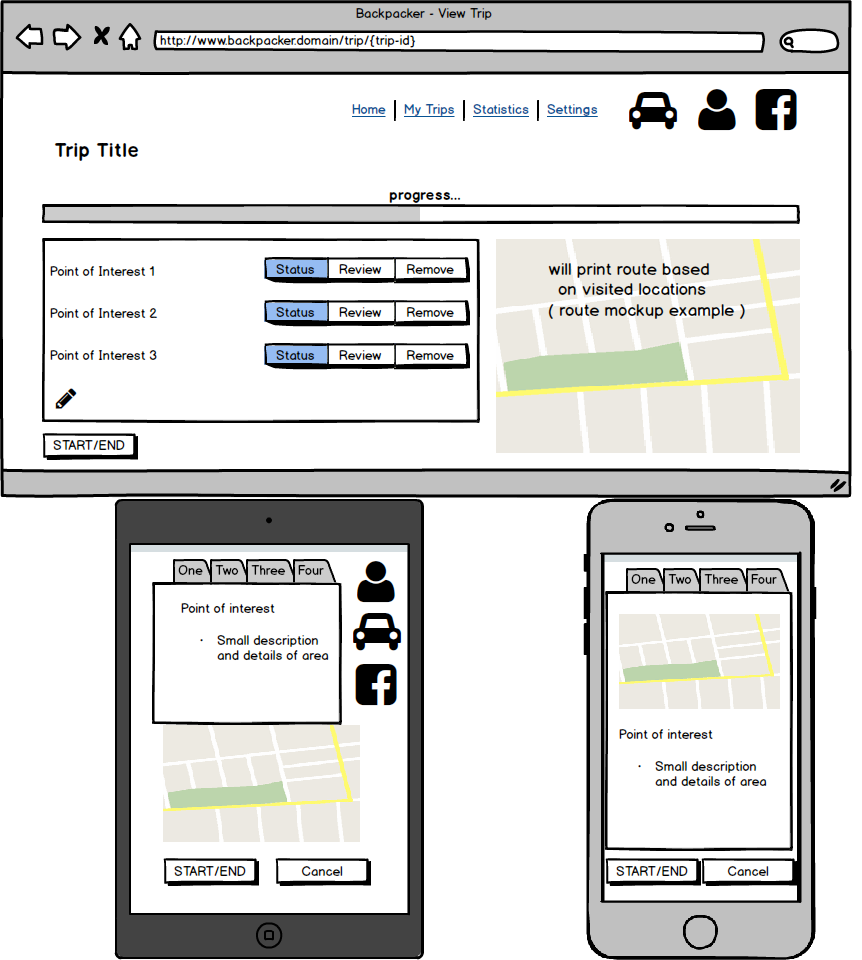 Backpacker - View Trip
http://www.backpacker.domain/trip/{trip-id}
Home My Trips Statistics Settings
Trip Title
progress...
Point of Interest 1 Status Review Remove
Point of Interest 2 Status Review Remove
Point of Interest 3 Status Review Remove
will print route based
on visited locations
( route mockup example )
START/END
One Two Three Four
Point of interest
· Small description
and details of area
START/END Cancel
One Two Three Four
Point of interest
· Small description
and details of area
START/END Cancel